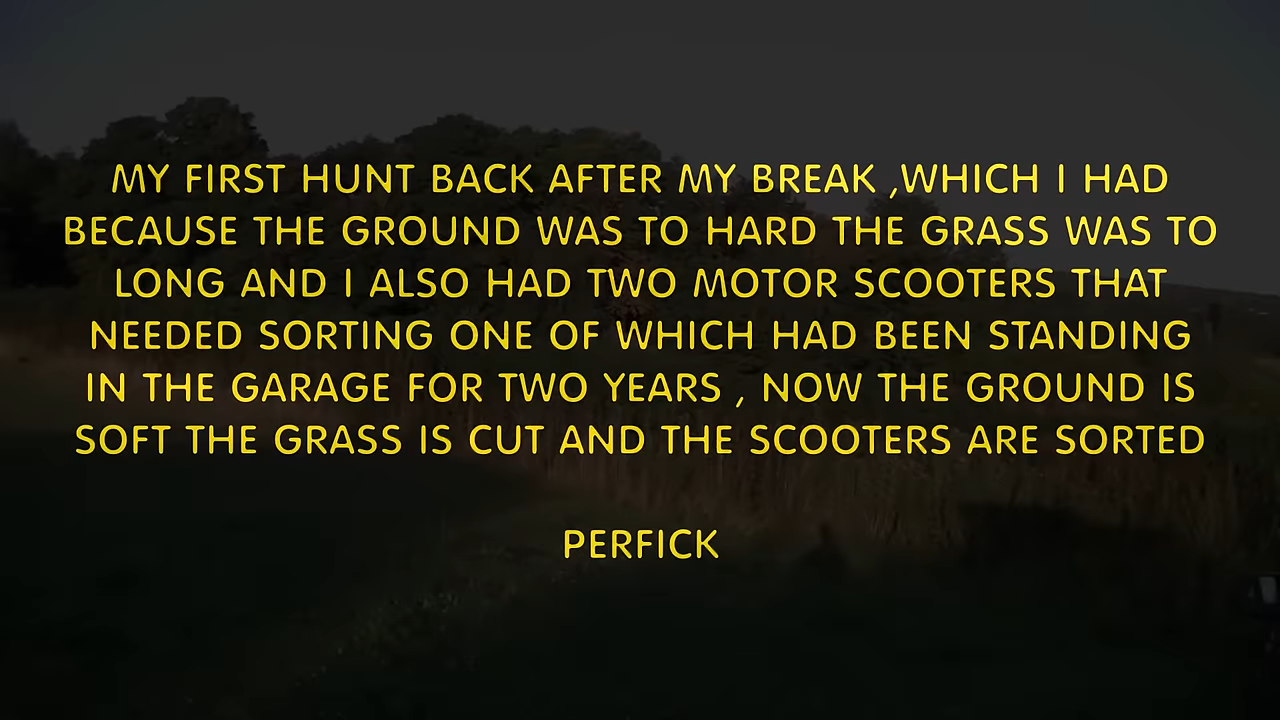 MY FIRST HUNT BACK AFTER MY BREAK ,WHICH I HAD
BECAUSE THE GROUND WAS TO HARD THE GRASS WAS TO
LONG AND I ALSO HAD TWO MOTOR SCOOTERS THAT
NEEDED SORTING ONE OF WHICH HAD BEEN STANDING
IN THE GARAGE FOR TWO YEARS , NOW THE GROUND IS
SOFT THE GRASS IS CUT AND THE SCOOTERS ARE SORTED
PERFICK